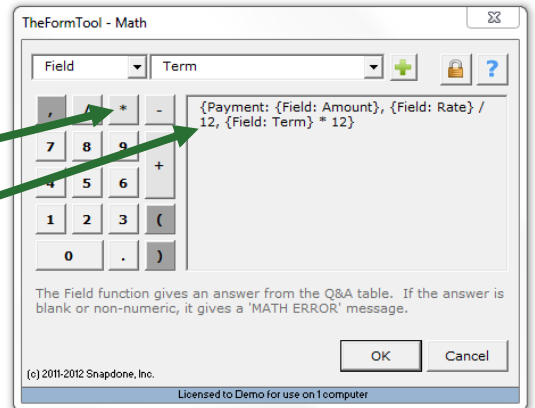 TheFormTool - Math
Field Term ?
, * -
7 8 9
+
4 5 6
1 2 3 (
0 . )
{Payment: {Field: Amount}, {Field: Rate} /
12, {Field: Term} * 12}
The Field function gives an answer from the Q&A table. If the answer is
blank or non-numeric, it gives a 'MATH ERROR' message.
OK Cancel
(c) 2011-2012 Snapdone, Inc.
Licensed to Demo for use on 1 computer